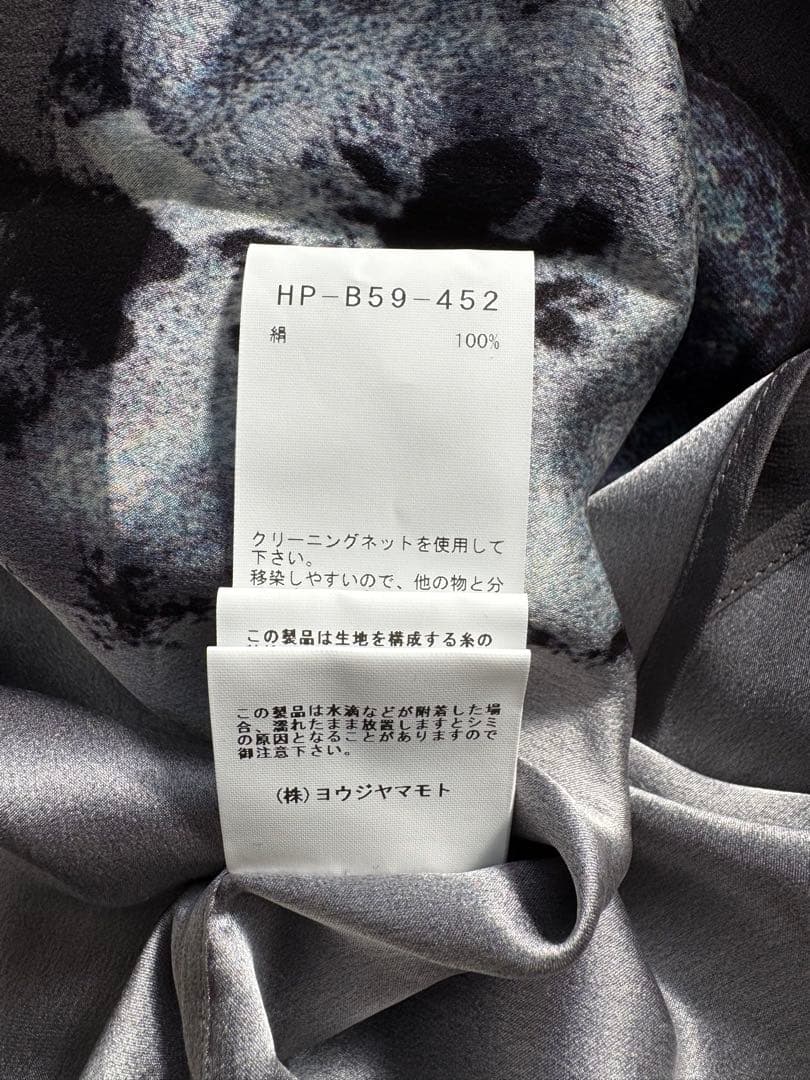 HP-B59-452
絹 100%
クリーニングネットを使用して
下さい。
移染しやすいので、他の物と分
この製品は生地を構成する糸の
この製品は水滴などが附着した場
合、濡れたまま放置しますとシミ
の原因となることがありますので
御注意下さい。
(株)ヨウジヤマモト